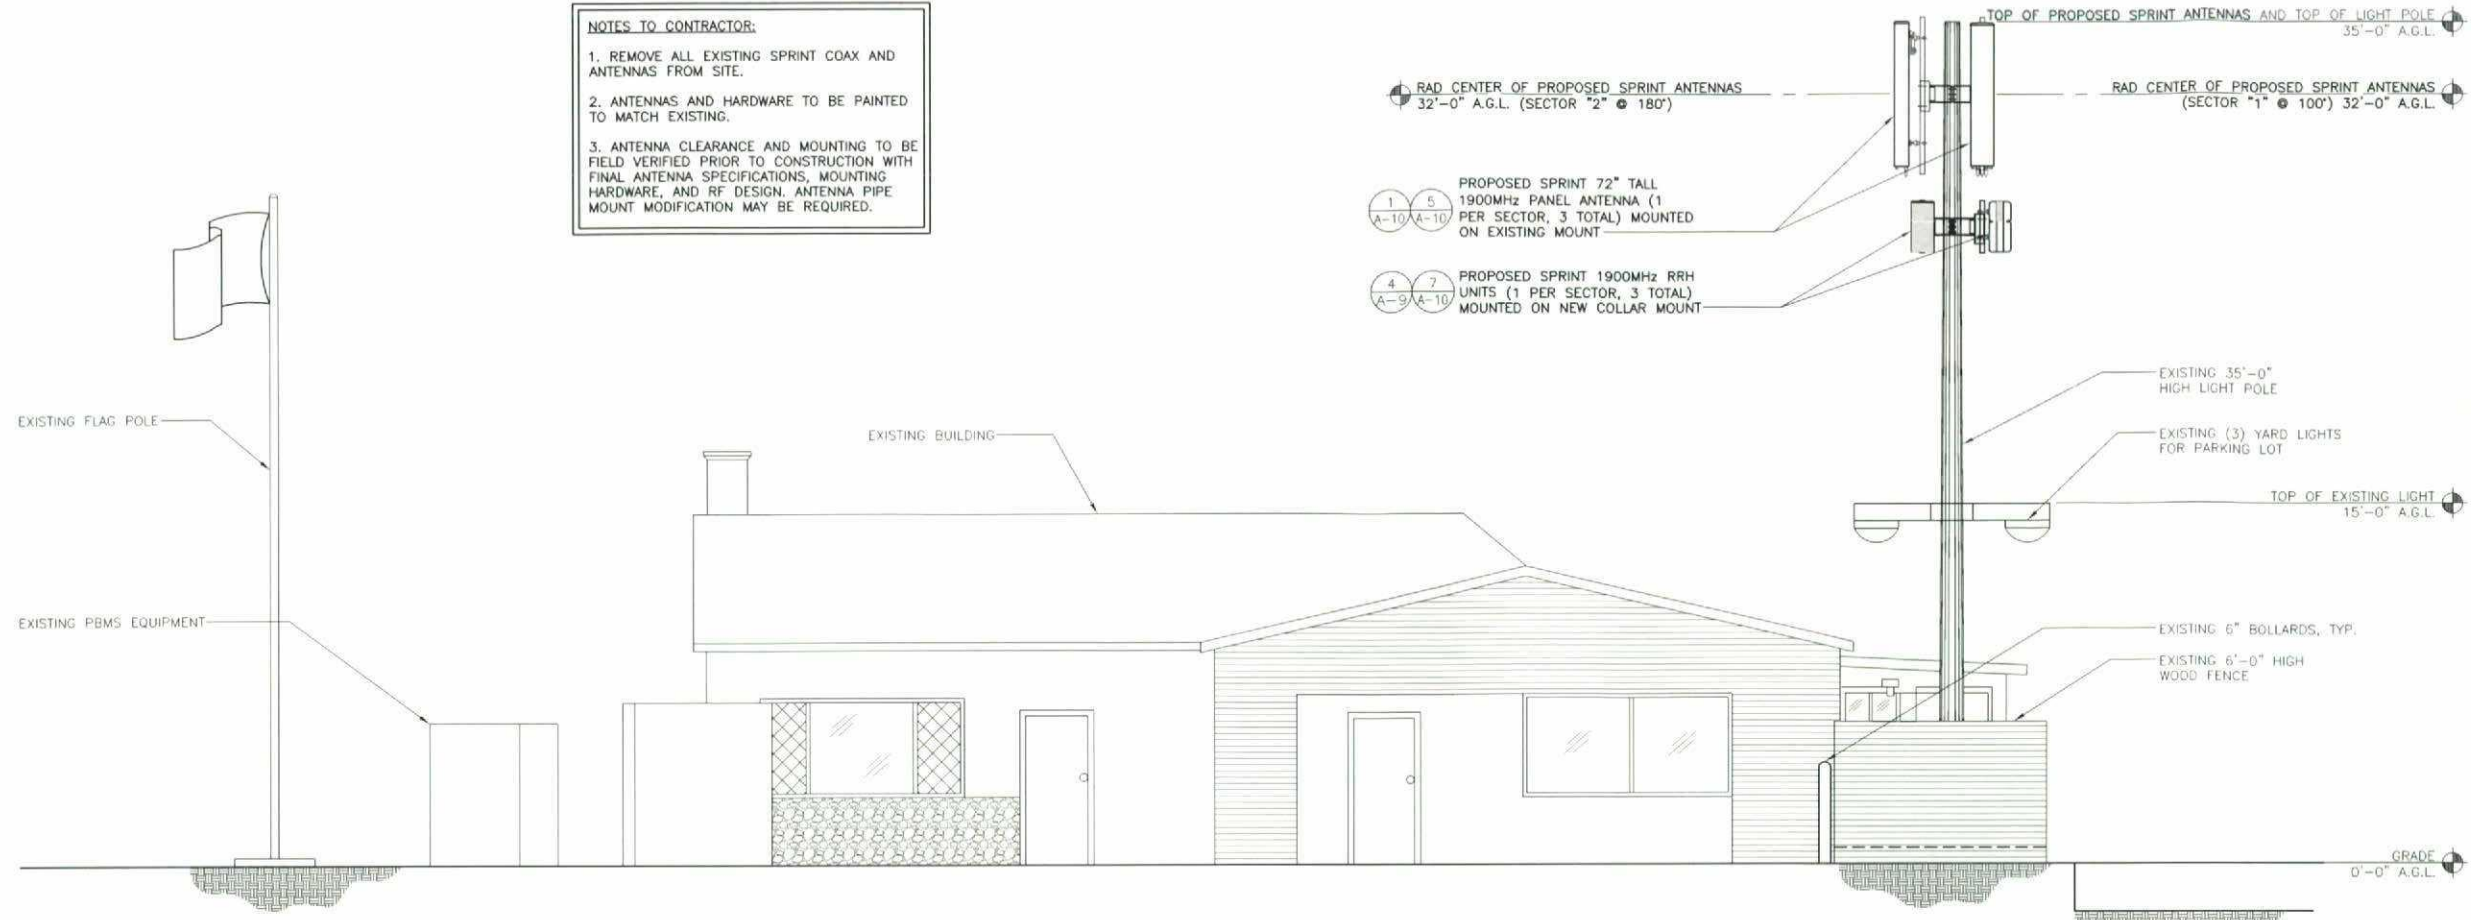 NOTES TO CONTRACTOR:
1. REMOVE ALL EXISTING SPRINT COAX AND
ANTENNAS FROM SITE.
2. ANTENNAS AND HARDWARE TO BE PAINTED
TO MATCH EXISTING.
3. ANTENNA CLEARANCE AND MOUNTING TO BE
FIELD VERIFIED PRIOR TO CONSTRUCTION WITH
FINAL ANTENNA SPECIFICATIONS, MOUNTING
HARDWARE, AND RF DESIGN. ANTENNA PIPE
MOUNT MODIFICATION MAY BE REQUIRED.
TOP OF PROPOSED SPRINT ANTENNAS AND TOP OF LIGHT POLE
35'-0" A.G.L.
RAD CENTER OF PROPOSED SPRINT ANTENNAS
32'-0" A.G.L. (SECTOR "2" @ 180°)
RAD CENTER OF PROPOSED SPRINT ANTENNAS
(SECTOR "1" @ 100°) 32'-0" A.G.L.
1
A-10
5
A-10
PROPOSED SPRINT 72" TALL
1900MHz PANEL ANTENNA (1
PER SECTOR, 3 TOTAL) MOUNTED
ON EXISTING MOUNT
4
A-9
7
A-10
PROPOSED SPRINT 1900MHz RRH
UNITS (1 PER SECTOR, 3 TOTAL)
MOUNTED ON NEW COLLAR MOUNT
EXISTING 35'-0"
HIGH LIGHT POLE
EXISTING FLAG POLE
EXISTING BUILDING
EXISTING (3) YARD LIGHTS
FOR PARKING LOT
TOP OF EXISTING LIGHT
15'-0" A.G.L.
EXISTING PBMS EQUIPMENT
EXISTING 6" BOLLARDS, TYP.
EXISTING 6'-0" HIGH
WOOD FENCE
GRADE
0'-0" A.G.L.